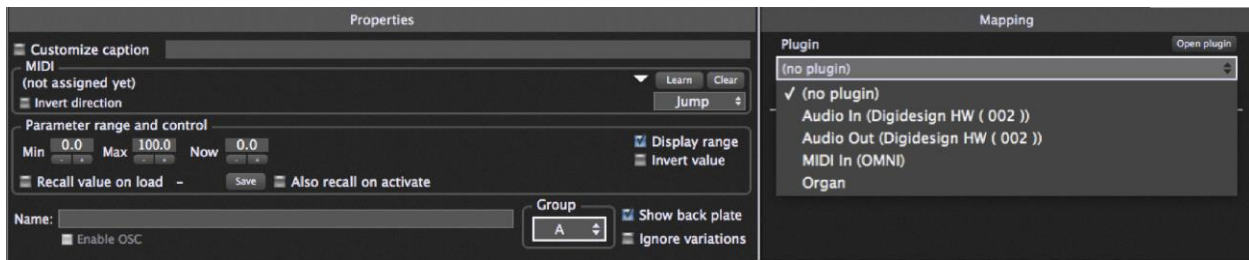 Properties
Customize caption
MIDI
(not assigned yet)
Learn Clear
Invert direction
Jump
Parameter range and control
Min 0.0 Max 100.0 Now 0.0
- + - + - +
Display range
Invert value
Recall value on load – Save Also recall on activate
Name:
Enable OSC
Group
A
Show back plate
Ignore variations
Mapping
Plugin
Open plugin
(no plugin)
✓ (no plugin)
Audio In (Digidesign HW ( 002 ))
Audio Out (Digidesign HW ( 002 ))
MIDI In (OMNI)
Organ